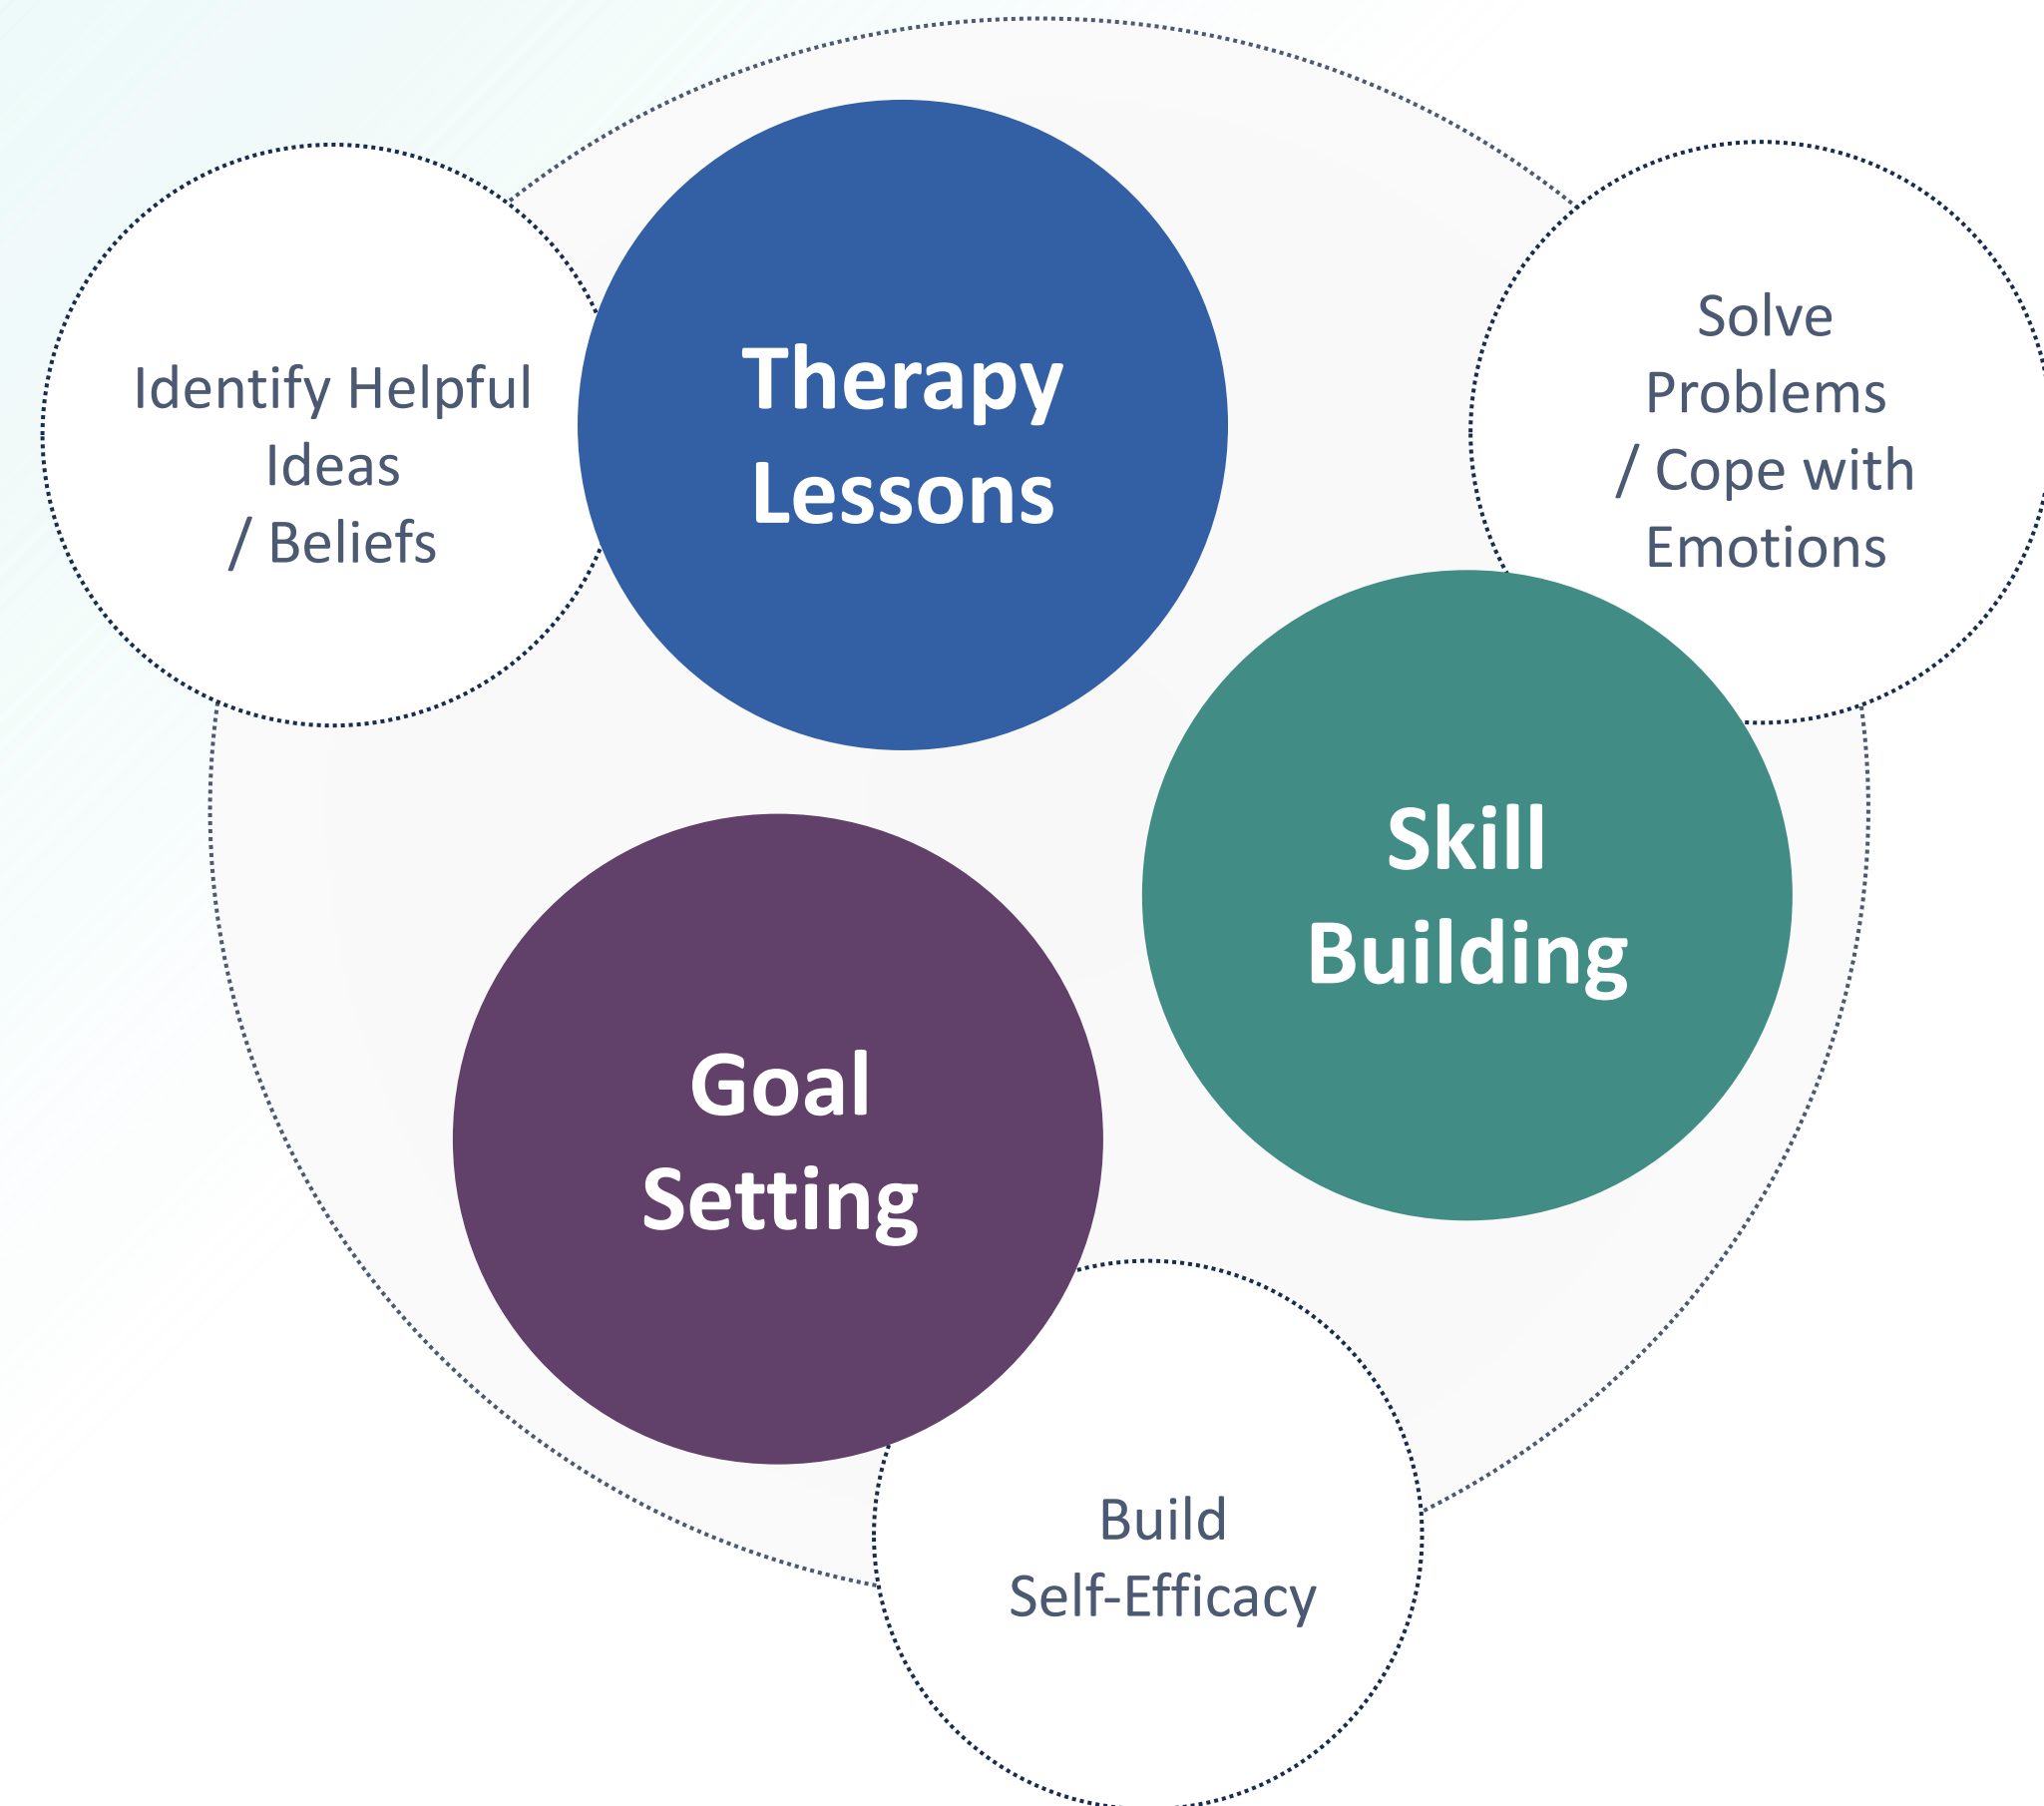 Identify Helpful
Ideas
/ Beliefs
Therapy
Lessons
Solve
Problems
/ Cope with
Emotions
Skill
Building
Goal
Setting
Build
Self-Efficacy